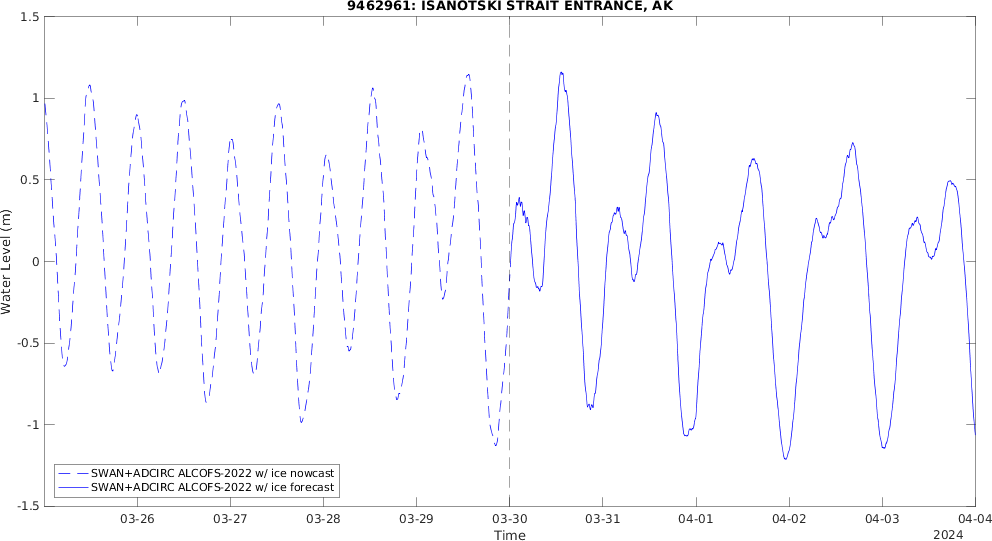 9462961: ISANOTSKI STRAIT ENTRANCE, AK
1.5
1
0.5
0
-0.5
-1
-1.5
Water Level (m)
SWAN+ADCIRC ALCOFS-2022 w/ ice nowcast
SWAN+ADCIRC ALCOFS-2022 w/ ice forecast
03-26 03-27 03-28 03-29 03-30 03-31 04-01 04-02 04-03 04-04
Time
2024